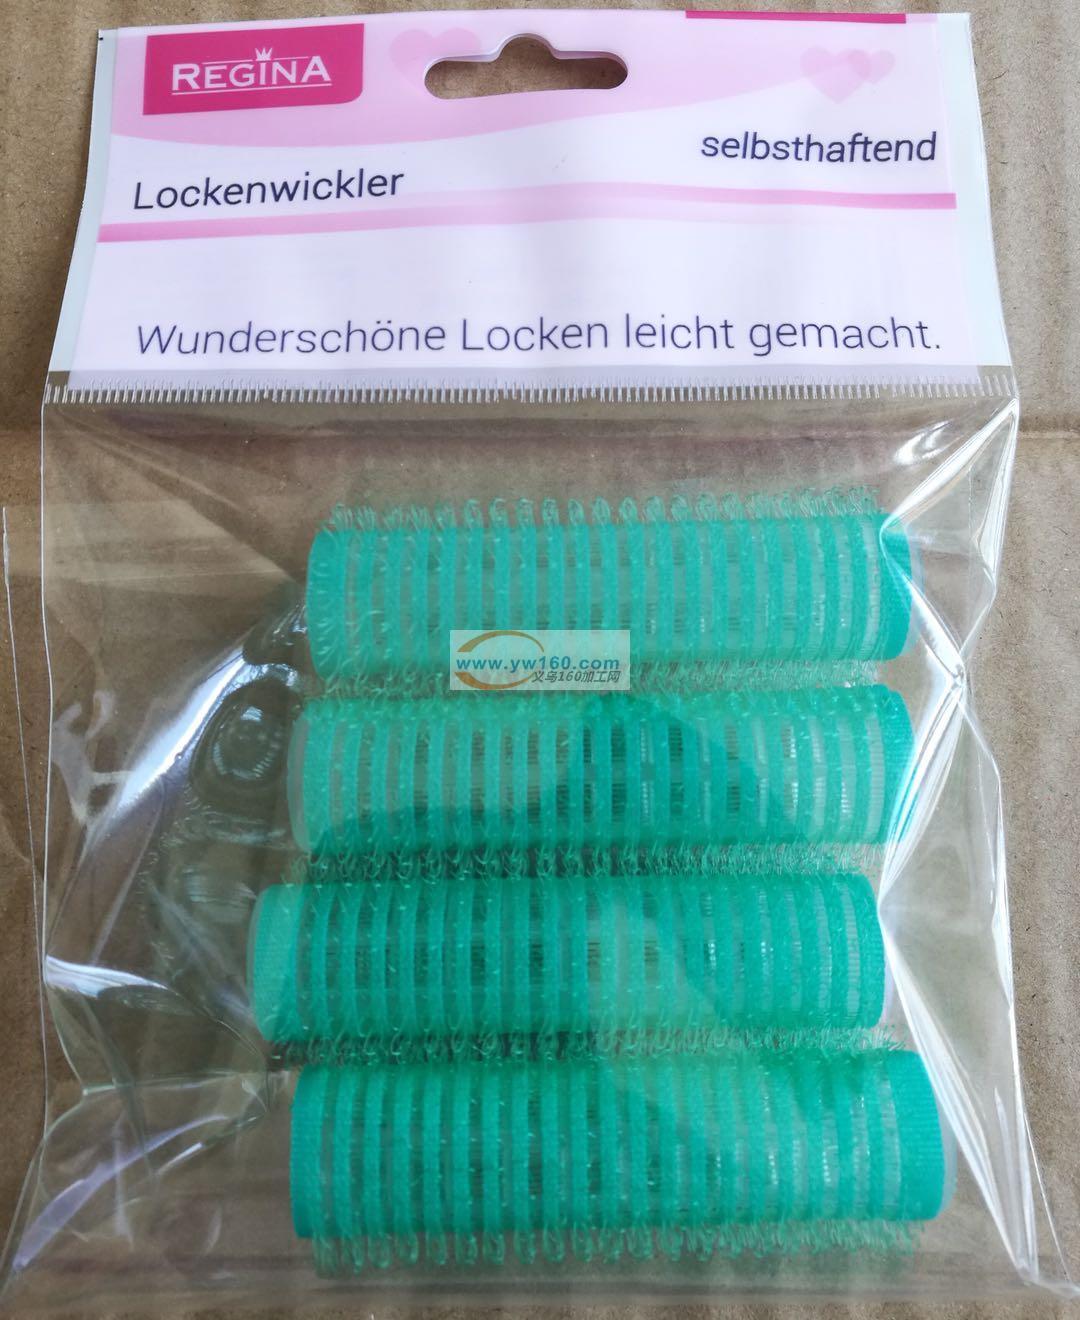 REGINA
selbsthaftend
Lockenwickler
Wunderschöne Locken leicht gemacht.
www.yw160.com
义乌160加工网